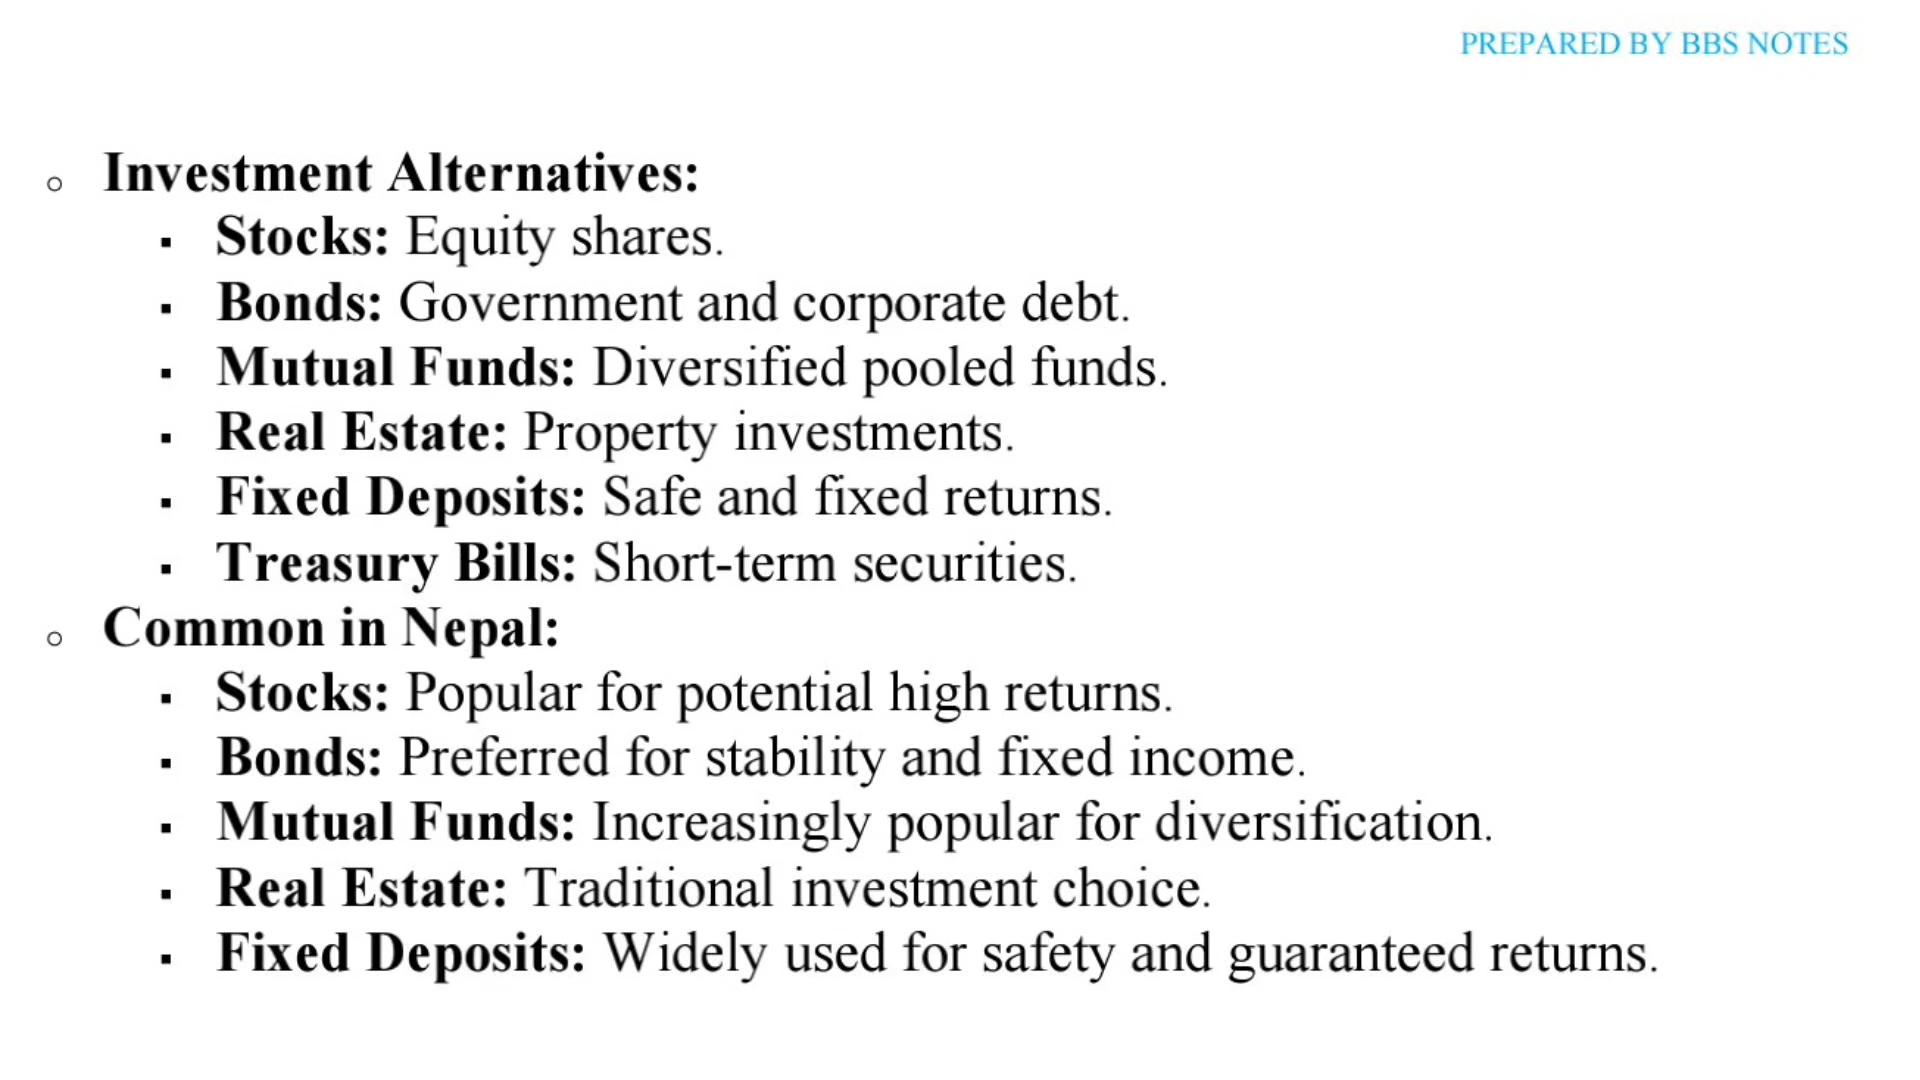 PREPARED BY BBS NOTES
○ Investment Alternatives:
▪ Stocks: Equity shares.
▪ Bonds: Government and corporate debt.
▪ Mutual Funds: Diversified pooled funds.
▪ Real Estate: Property investments.
▪ Fixed Deposits: Safe and fixed returns.
▪ Treasury Bills: Short-term securities.
○ Common in Nepal:
▪ Stocks: Popular for potential high returns.
▪ Bonds: Preferred for stability and fixed income.
▪ Mutual Funds: Increasingly popular for diversification.
▪ Real Estate: Traditional investment choice.
▪ Fixed Deposits: Widely used for safety and guaranteed returns.